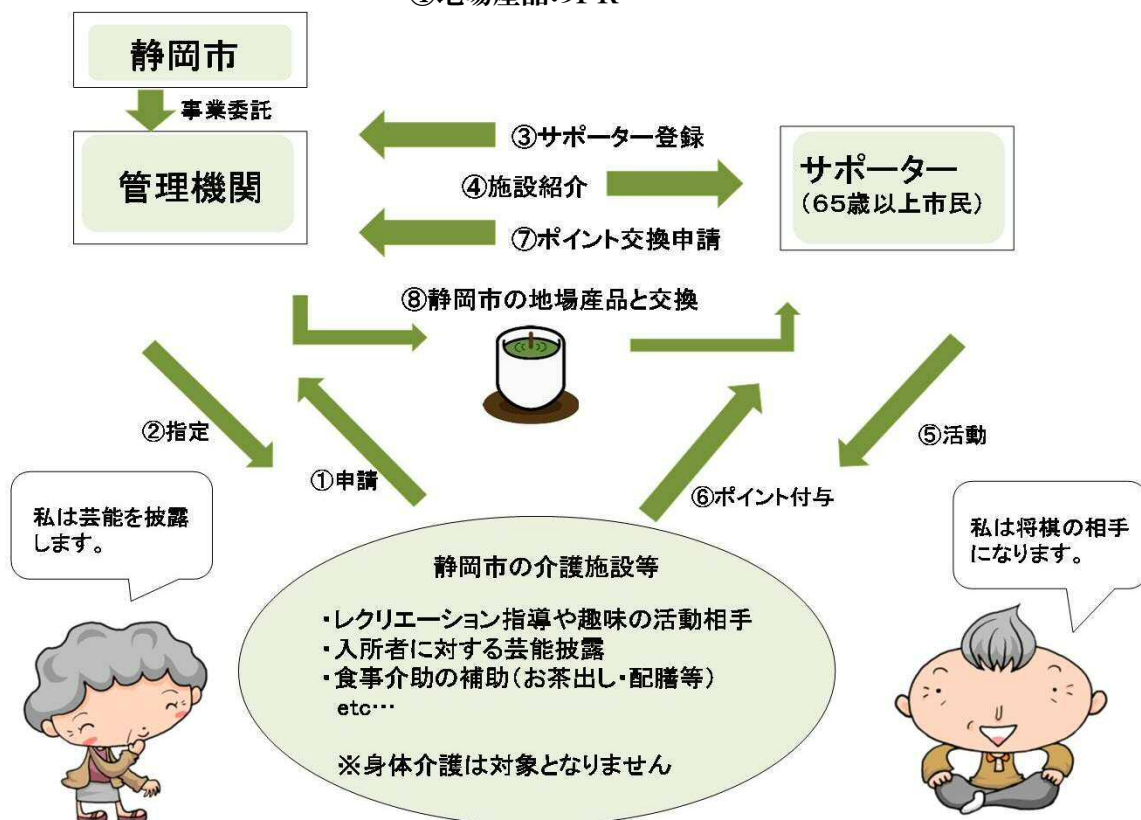 静岡市
事業委託
管理機関
③サポーター登録
④施設紹介
⑦ポイント交換申請
サポーター
(65歳以上市民)
⑧静岡市の地場産品と交換
②指定
①申請
⑥ポイント付与
⑤活動
私は芸能を披露
します。
私は将棋の相手
になります。
静岡市の介護施設等
・レクリエーション指導や趣味の活動相手
・入所者に対する芸能披露
・食事介助の補助(お茶出し・配膳等)
etc…
※身体介護は対象となりません